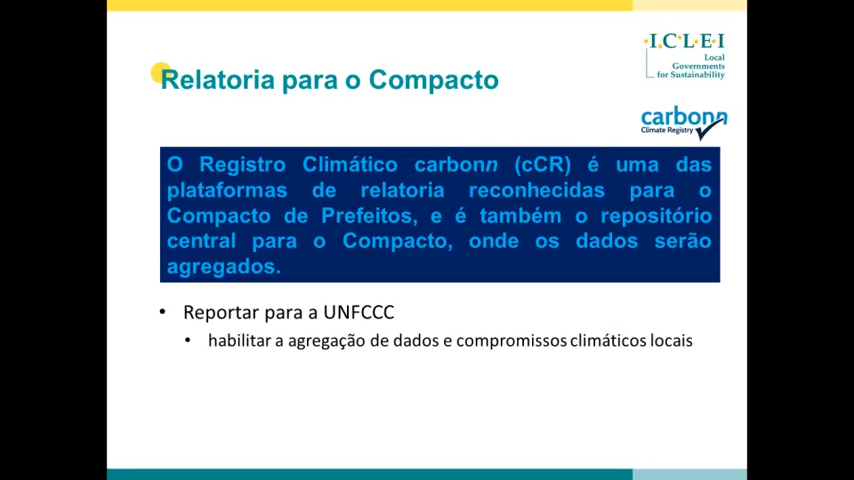 I.C.L.E.I
Local
Governments
for Sustainability
Relatoria para o Compacto
carbonn
Climate Registry
O Registro Climático carbonn (cCR) é uma das
plataformas de relatoria reconhecidas para o
Compacto de Prefeitos, e é também o repositório
central para o Compacto, onde os dados serão
agregados.
• Reportar para a UNFCCC
• habilitar a agregação de dados e compromissos climáticos locais